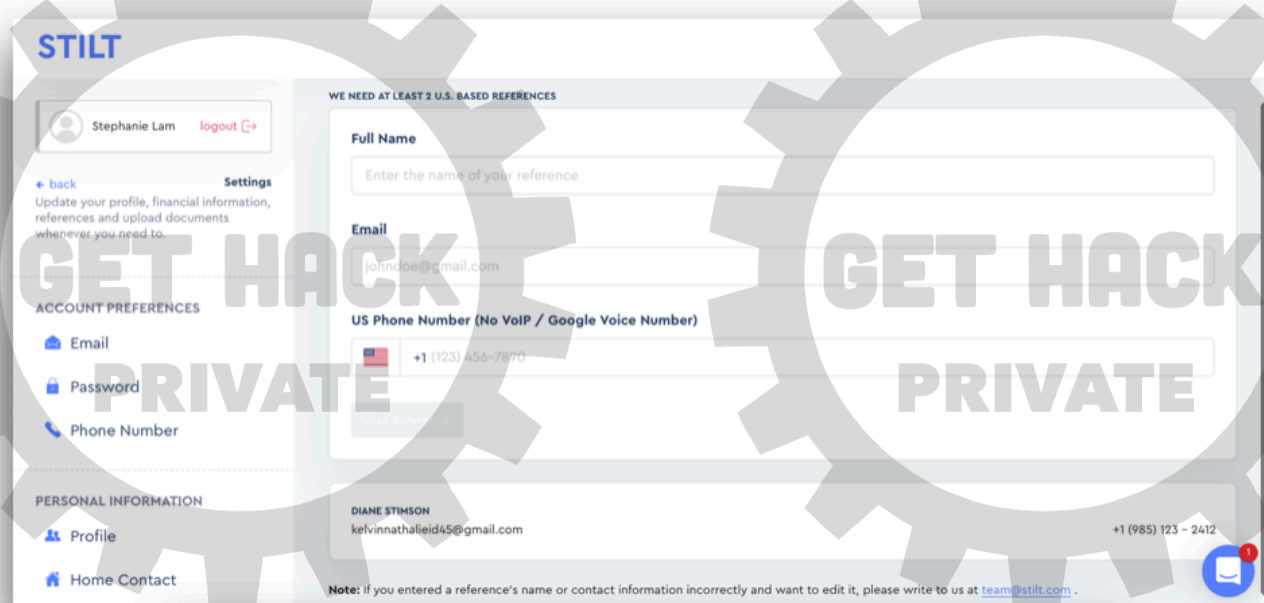 STILT
Stephanie Lam logout
back Settings
Update your profile, financial information,
references and upload documents
whenever you need to.
ACCOUNT PREFERENCES
Email
Password
Phone Number
PERSONAL INFORMATION
Profile
Home Contact
WE NEED AT LEAST 2 U.S. BASED REFERENCES
Full Name
Enter the name of your reference
Email
johndoe@gmail.com
US Phone Number (No VoIP / Google Voice Number)
+1 (123) 456-7890
Add Reference
DIANE STIMSON
kelvinnathalieid45@gmail.com
+1 (985) 123 - 2412
1
Note: If you entered a reference's name or contact information incorrectly and want to edit it, please write to us at team@stilt.com .
GET HACK
PRIVATE
GET HACK
PRIVATE